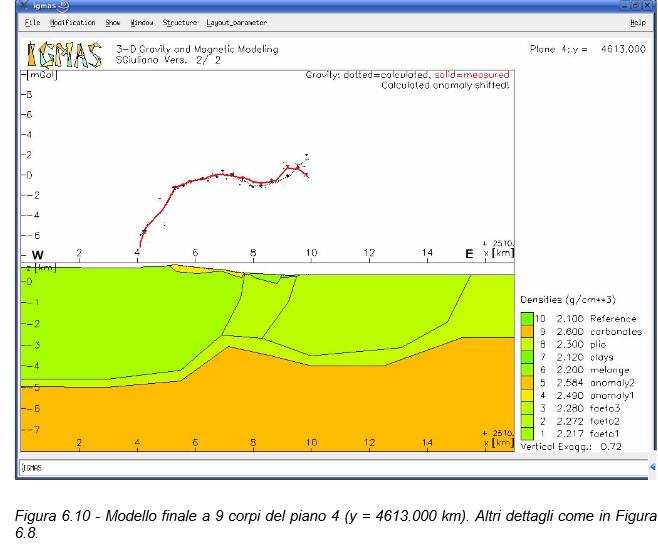 igmas
File Modification Show Window Structure Layout_parameter Help
IGMAS
3-D Gravity and Magnetic Modeling
SGiuliano Vers. 2/ 2
Plane 4; y = 4613.000
[mGal]
Gravity: dotted=calculated, solid=measured
Calculated anomaly shifted!
-8
-6
-4
-2
-2
-4
-6
W 2 4 6 8 10 12 14 E
+ 2510.
x [km]
z [km]
-0
-1
-2
-3
-4
-5
-6
-7
2 4 6 8 10 12 14
+ 2510.
x [km]
Densities (g/cm**3)
10 2.100 Reference
9 2.600 carbonates
8 2.300 plio
7 2.120 clays
6 2.200 melange
5 2.584 anomaly2
4 2.490 anomaly1
3 2.280 faeto3
2 2.272 faeto2
1 2.217 faeto1
Vertical Exagg.: 0.72
IGMAS
Figura 6.10 - Modello finale a 9 corpi del piano 4 (y = 4613.000 km). Altri dettagli come in Figura
6.8.